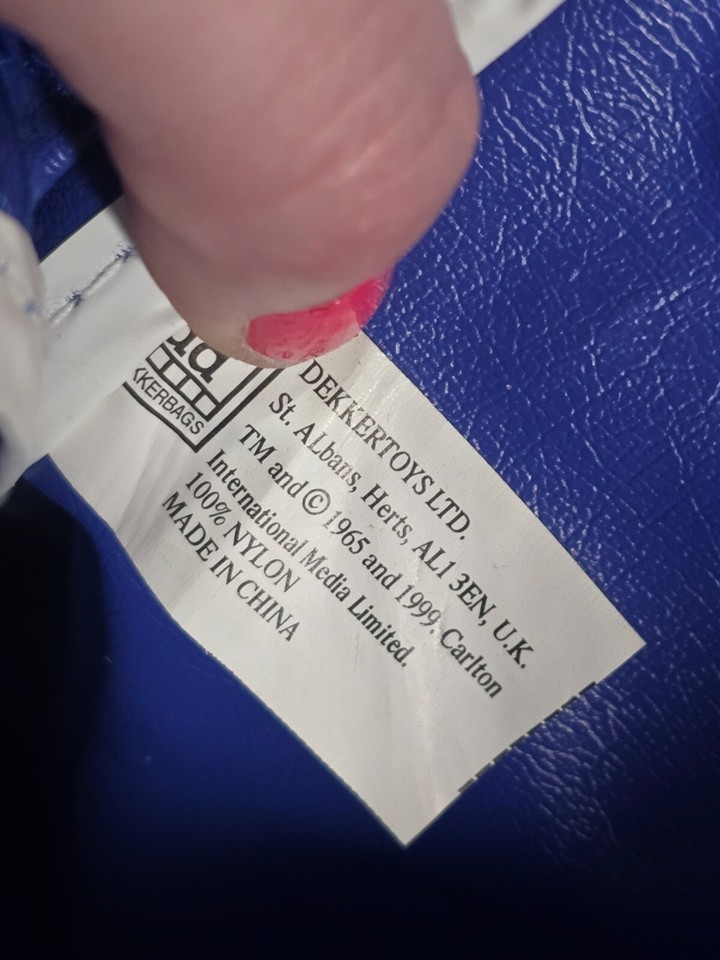 KERBAGS
DEKKERTOYS LTD.
St. ALbans, Herts, AL1 3EN, U.K.
TM and © 1965 and 1999. Carlton
International Media Limited.
100% NYLON
MADE IN CHINA